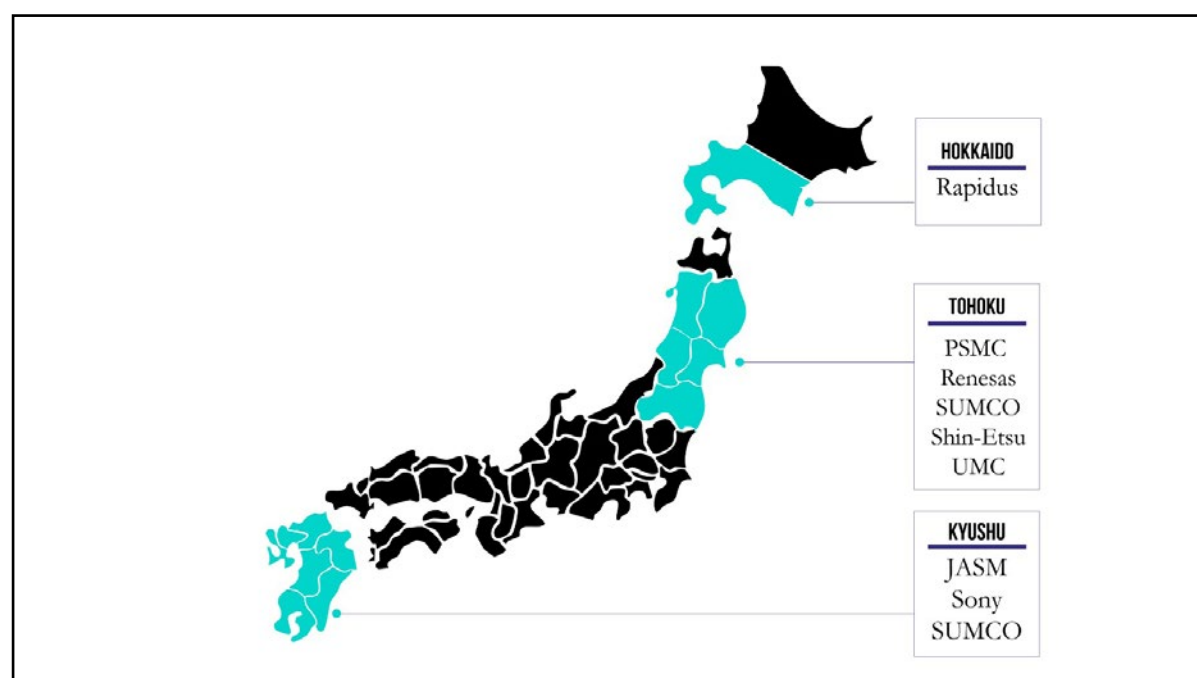 HOKKAIDO
Rapidus
TOHOKU
PSMC
Renesas
SUMCO
Shin-Etsu
UMC
KYUSHU
JASM
Sony
SUMCO